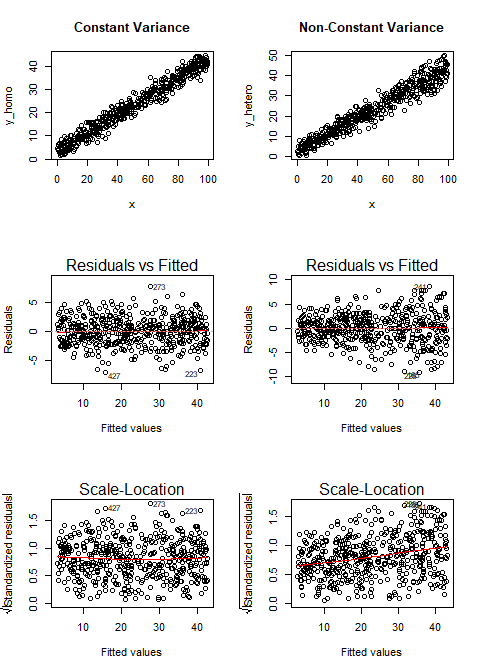 Constant Variance
Non-Constant Variance
y_homo
0 10 20 30 40
0 20 40 60 80 100
x
y_hetero
0 10 20 30 40 50
0 20 40 60 80 100
x
Residuals vs Fitted
Residuals vs Fitted
Residuals
-5 0 5
273
427
223
10 20 30 40
Fitted values
Residuals
-10 -5 0 5 10
241
10 20 30 40
Fitted values
Scale-Location
Scale-Location
√|Standardized residuals|
0.0 0.5 1.0 1.5
427
273
223
10 20 30 40
Fitted values
√|Standardized residuals|
0.0 0.5 1.0 1.5
10 20 30 40
Fitted values